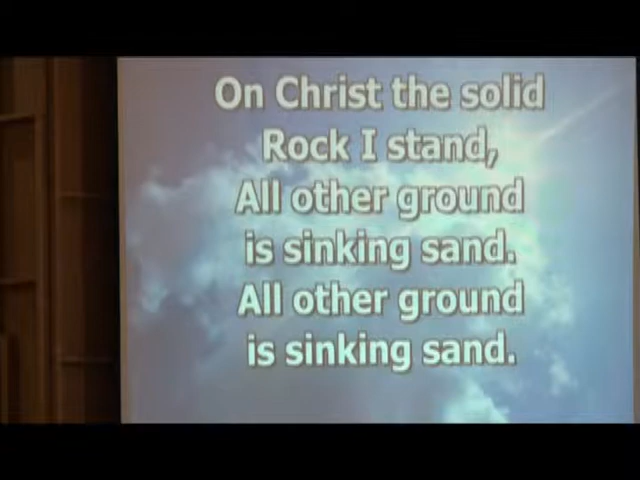 On Christ the solid
Rock I stand,
All other ground
is sinking sand.
All other ground
is sinking sand.